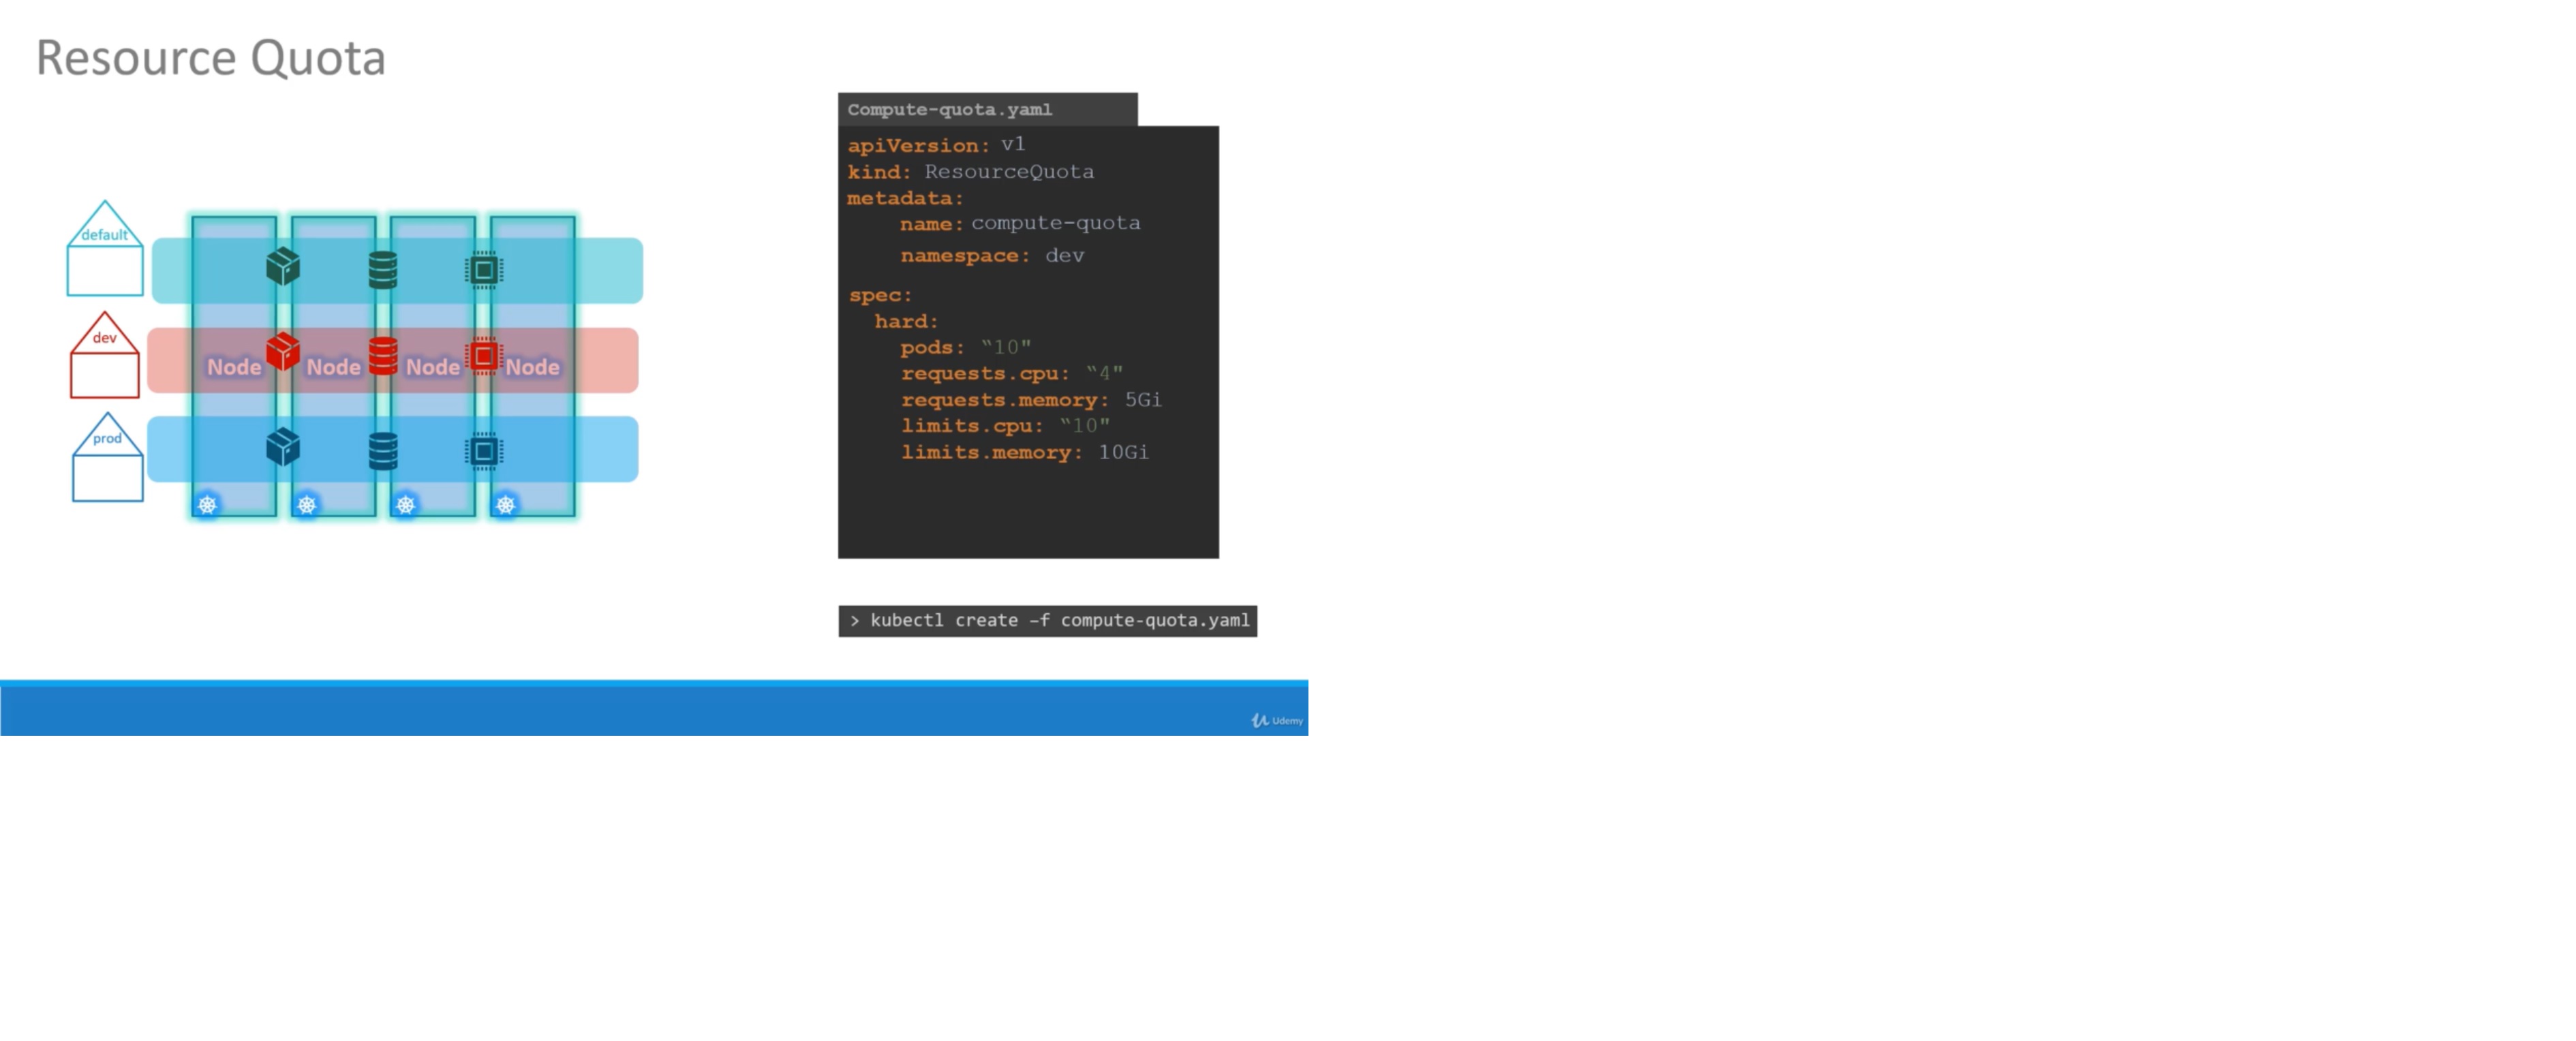 Resource Quota
default
dev
prod
Node Node Node Node
Compute-quota.yaml
apiVersion: v1
kind: ResourceQuota
metadata:
name: compute-quota
namespace: dev
spec:
hard:
pods: “10"
requests.cpu: “4"
requests.memory: 5Gi
limits.cpu: “10"
limits.memory: 10Gi
> kubectl create –f compute-quota.yaml
Udemy